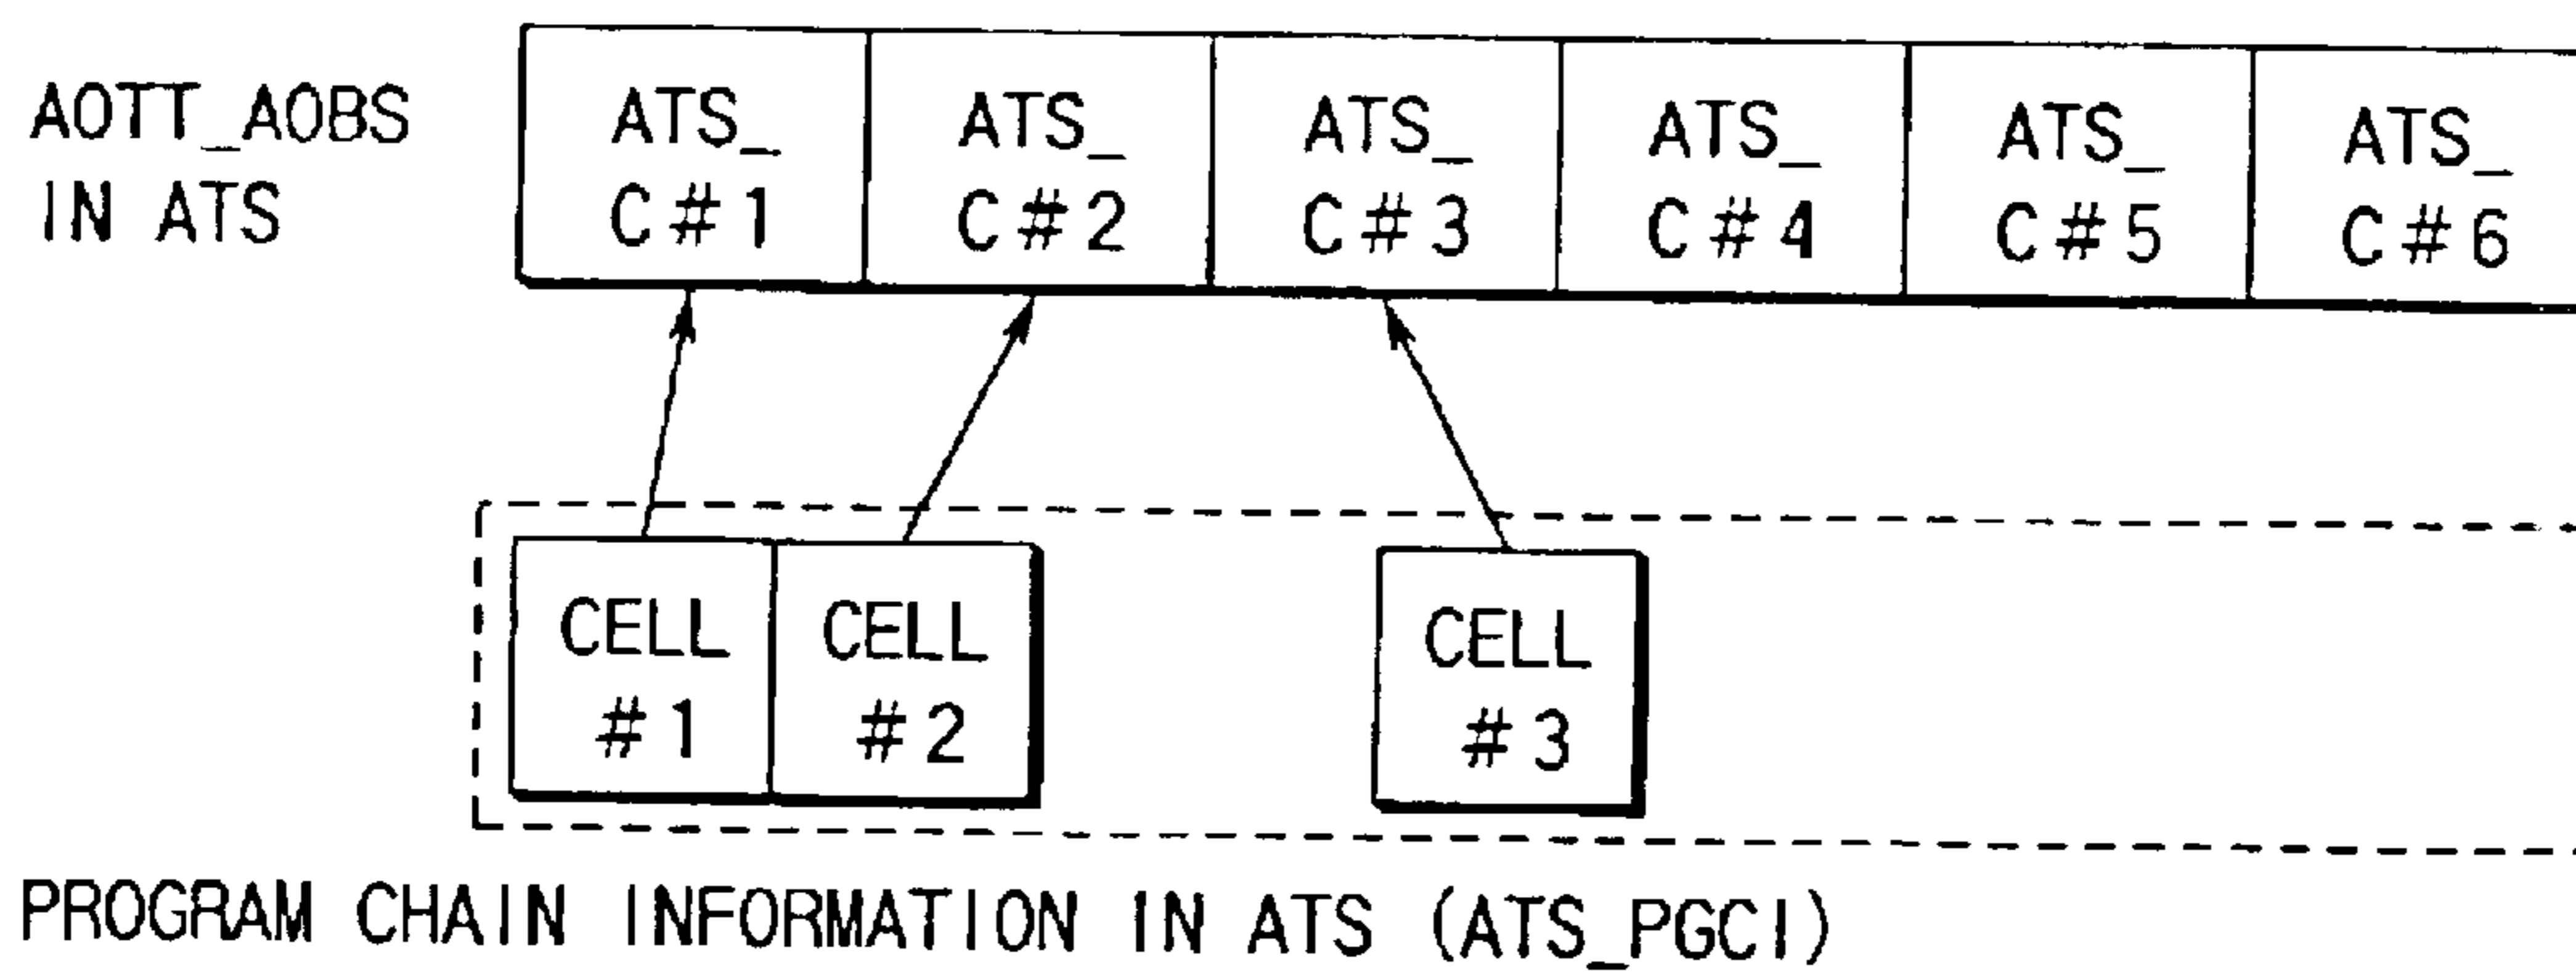 AOTT_AOBS
IN ATS
ATS_
C#1
ATS_
C#2
ATS_
C#3
ATS_
C#4
ATS_
C#5
ATS_
C#6
CELL
#1
CELL
#2
CELL
#3
PROGRAM CHAIN INFORMATION IN ATS (ATS_PGCI)